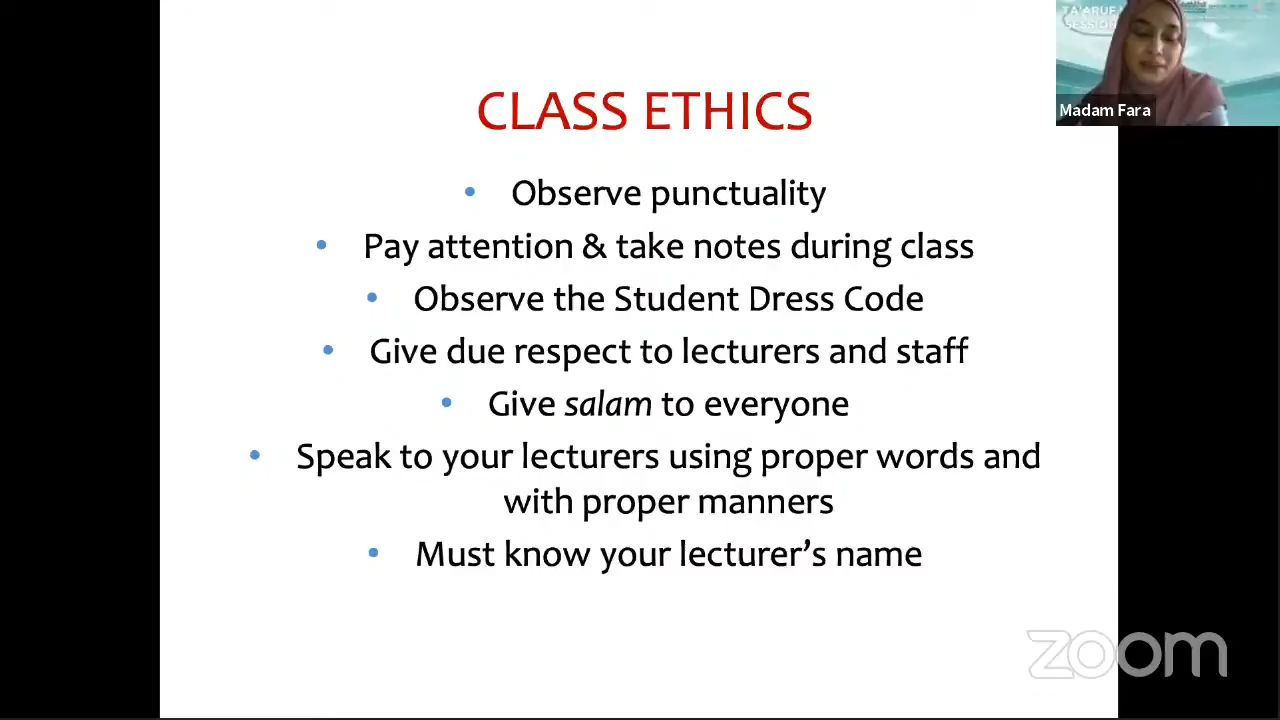 TA'ARUF
SESSION
Madam Fara
CLASS ETHICS
• Observe punctuality
• Pay attention & take notes during class
• Observe the Student Dress Code
• Give due respect to lecturers and staff
• Give salam to everyone
• Speak to your lecturers using proper words and
with proper manners
• Must know your lecturer’s name
zoom